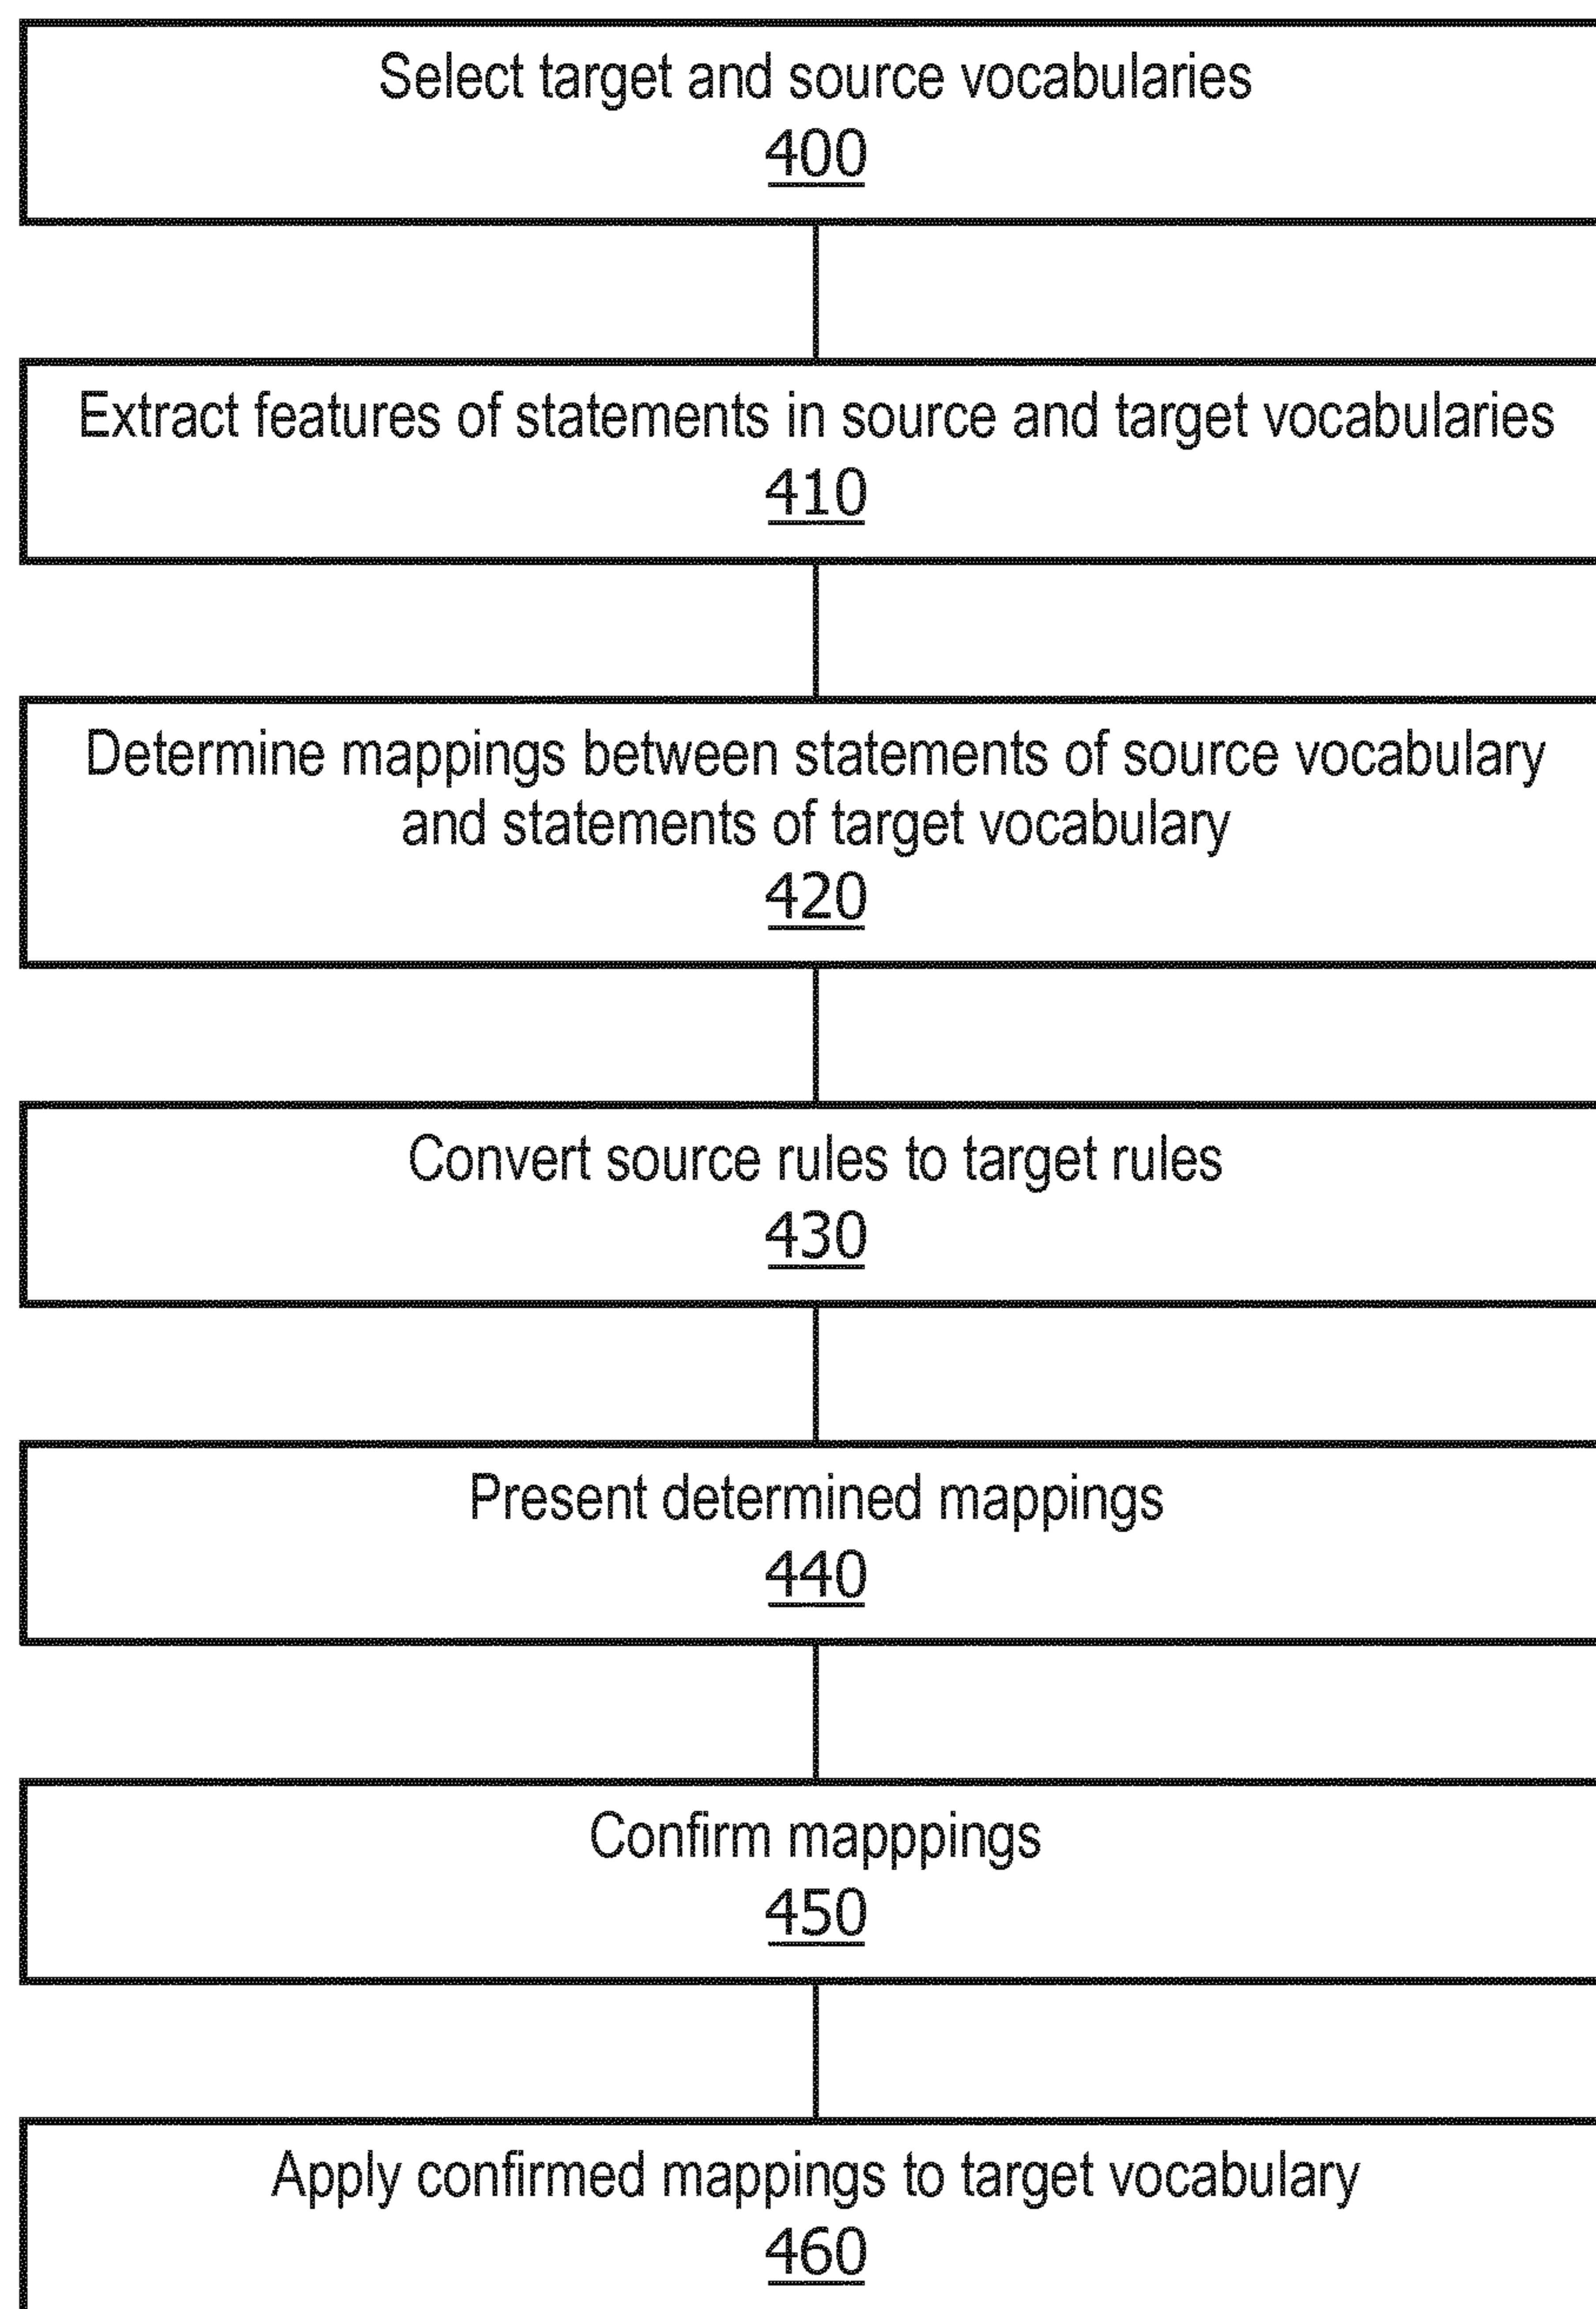 Select target and source vocabularies
400
Extract features of statements in source and target vocabularies
410
Determine mappings between statements of source vocabulary
and statements of target vocabulary
420
Convert source rules to target rules
430
Present determined mappings
440
Confirm mapppings
450
Apply confirmed mappings to target vocabulary
460